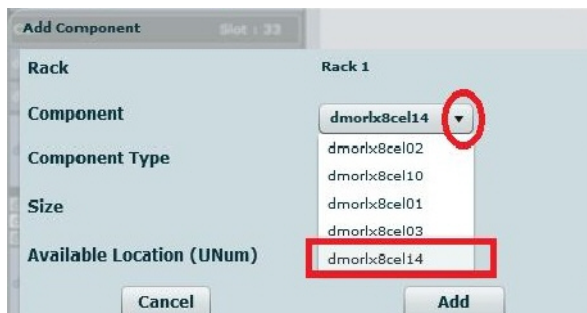 Add Component Slot : 33
Rack Rack 1
Component dmorlx8cel14
dmorlx8cel02
Component Type
dmorlx8cel10
Size dmorlx8cel01
dmorlx8cel03
Available Location (UNum) dmorlx8cel14
Cancel Add